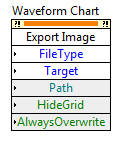 Waveform Chart
Export Image
FileType
Target
Path
HideGrid
AlwaysOverwrite